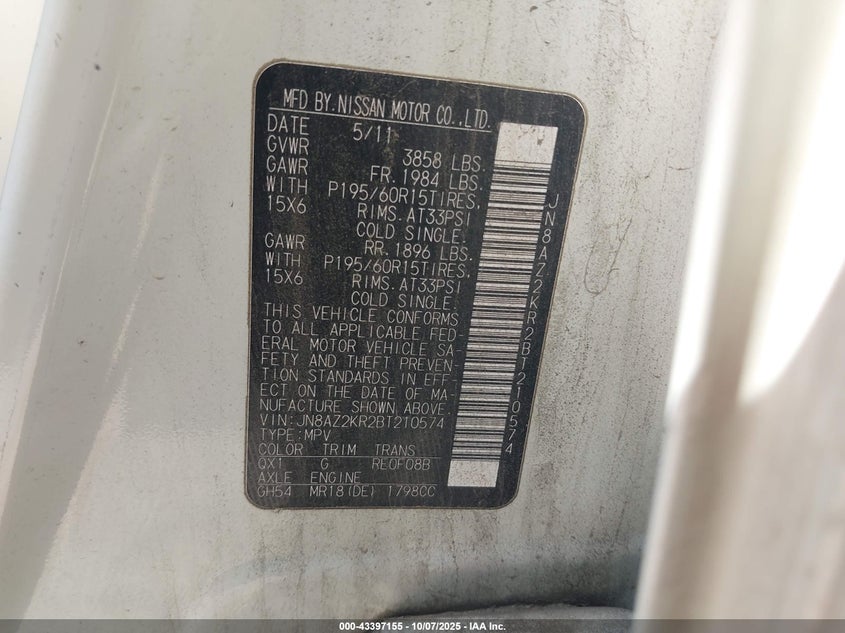 MFD BY NISSAN MOTOR CO.,LTD.
DATE 5/11
GVWR 3858 LBS.
GAWR FR. 1984 LBS.
WITH P195/60R15TIRES,
15X6 RIMS. AT33PSI
COLD SINGLE.
GAWR RR. 1896 LBS.
WITH P195/60R15TIRES,
15X6 RIMS. AT33PSI
COLD SINGLE.
THIS VEHICLE CONFORMS
TO ALL APPLICABLE FED-
ERAL MOTOR VEHICLE SA-
FETY AND THEFT PREVEN-
TION STANDARDS IN EFF-
ECT ON THE DATE OF MA-
NUFACTURE SHOWN ABOVE.
VIN:JN8AZ2KR2BT210574
TYPE:MPV
COLOR TRIM TRANS
QX1 G RE0F08B
AXLE ENGINE
GH54 MR18(DE) 1798CC
JN8AZ2KR2BT210574
000-43397155 - 10/07/2025 - IAA Inc.